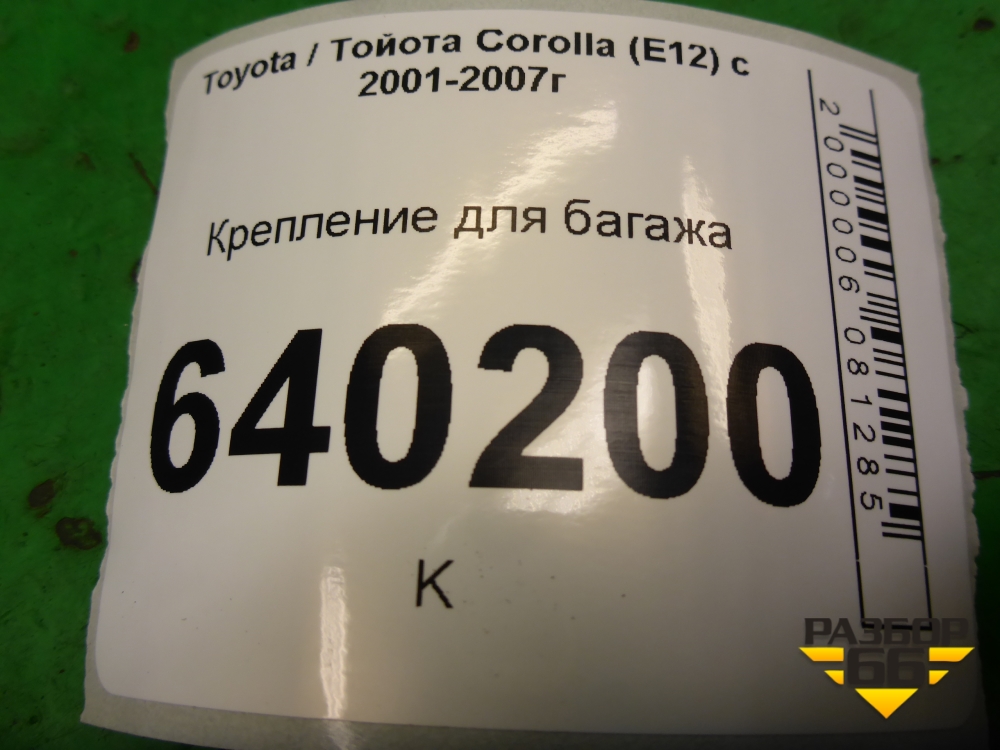 Toyota / Тойота Corolla (E12) с
2001-2007г
Крепление для багажа
640200
К
2000006081285
РАЗБОР
66